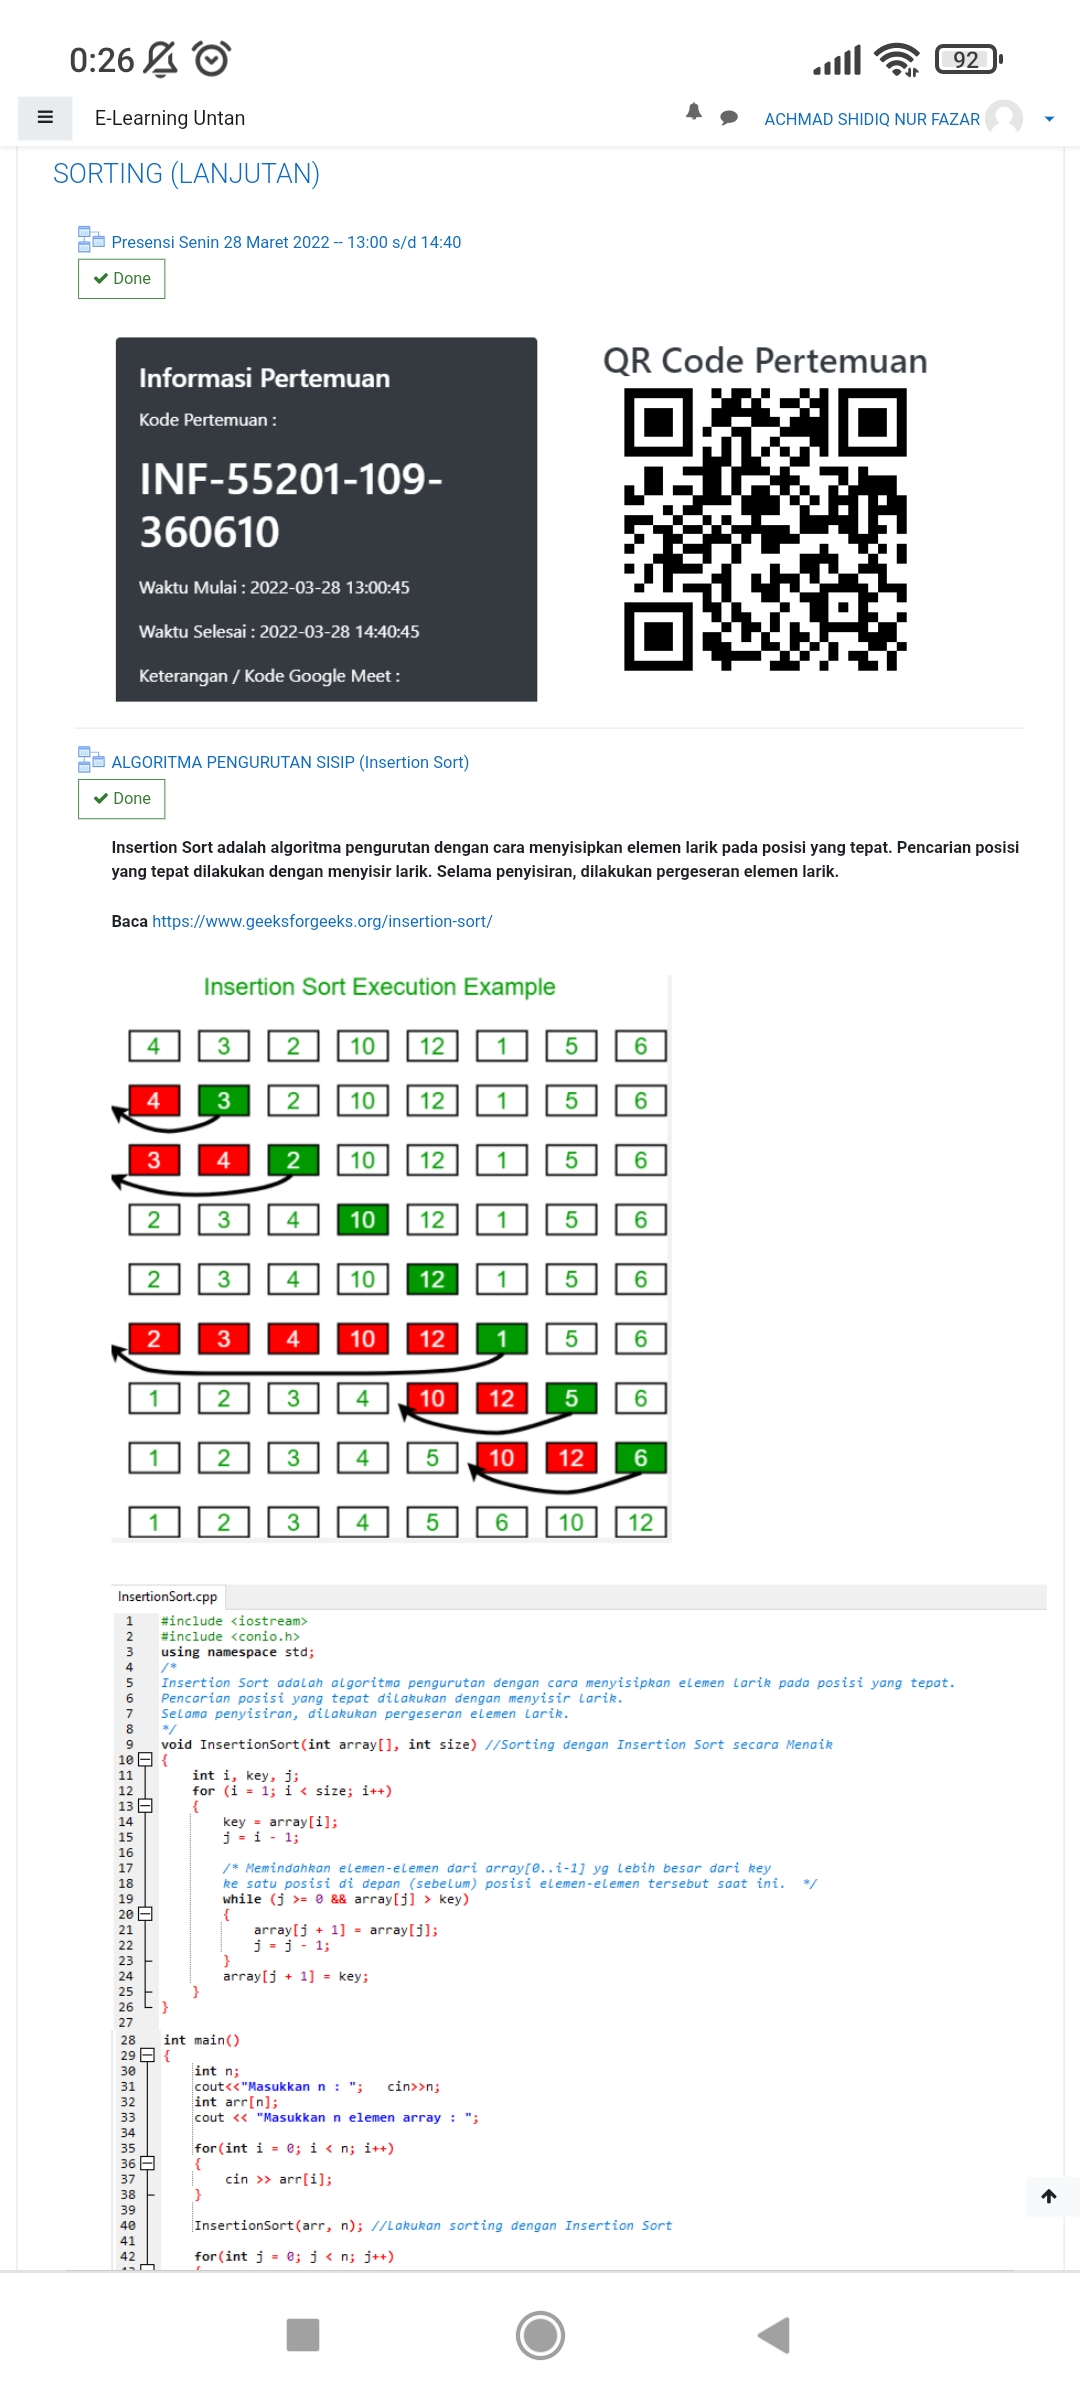 0:26
92
E-Learning Untan
ACHMAD SHIDIQ NUR FAZAR
SORTING (LANJUTAN)
Presensi Senin 28 Maret 2022 -- 13:00 s/d 14:40
Done
Informasi Pertemuan
Kode Pertemuan :
INF-55201-109-
360610
Waktu Mulai : 2022-03-28 13:00:45
Waktu Selesai : 2022-03-28 14:40:45
Keterangan / Kode Google Meet :
QR Code Pertemuan
ALGORITMA PENGURUTAN SISIP (Insertion Sort)
Done
Insertion Sort adalah algoritma pengurutan dengan cara menyisipkan elemen larik pada posisi yang tepat. Pencarian posisi
yang tepat dilakukan dengan menyisir larik. Selama penyisiran, dilakukan pergeseran elemen larik.
Baca https://www.geeksforgeeks.org/insertion-sort/
Insertion Sort Execution Example
4 3 2 10 12 1 5 6
4 3 2 10 12 1 5 6
3 4 2 10 12 1 5 6
2 3 4 10 12 1 5 6
2 3 4 10 12 1 5 6
2 3 4 10 12 1 5 6
1 2 3 4 10 12 5 6
1 2 3 4 5 10 12 6
1 2 3 4 5 6 10 12
InsertionSort.cpp
1 #include <iostream>
2 #include <conio.h>
3 using namespace std;
4 /*
5 Insertion Sort adalah algoritma pengurutan dengan cara menyisipkan elemen larik pada posisi yang tepat.
6 Pencarian posisi yang tepat dilakukan dengan menyisir larik.
7 Selama penyisiran, dilakukan pergeseran elemen larik.
8 */
9 void InsertionSort(int array[], int size) //Sorting dengan Insertion Sort secara Menaik
10 {
11 int i, key, j;
12 for (i = 1; i < size; i++)
13 {
14 key = array[i];
15 j = i - 1;
16
17 /* Memindahkan elemen-elemen dari array[0..i-1] yg lebih besar dari key
18 ke satu posisi di depan (sebelum) posisi elemen-elemen tersebut saat ini. */
19 while (j >= 0 && array[j] > key)
20 {
21 array[j + 1] = array[j];
22 j = j - 1;
23 }
24 array[j + 1] = key;
25 }
26 }
27
28 int main()
29 {
30 int n;
31 cout<<"Masukkan n : "; cin>>n;
32 int arr[n];
33 cout << "Masukkan n elemen array : ";
34
35 for(int i = 0; i < n; i++)
36 {
37 cin >> arr[i];
38 }
39
40 InsertionSort(arr, n); //Lakukan sorting dengan Insertion Sort
41
42 for(int j = 0; j < n; j++)